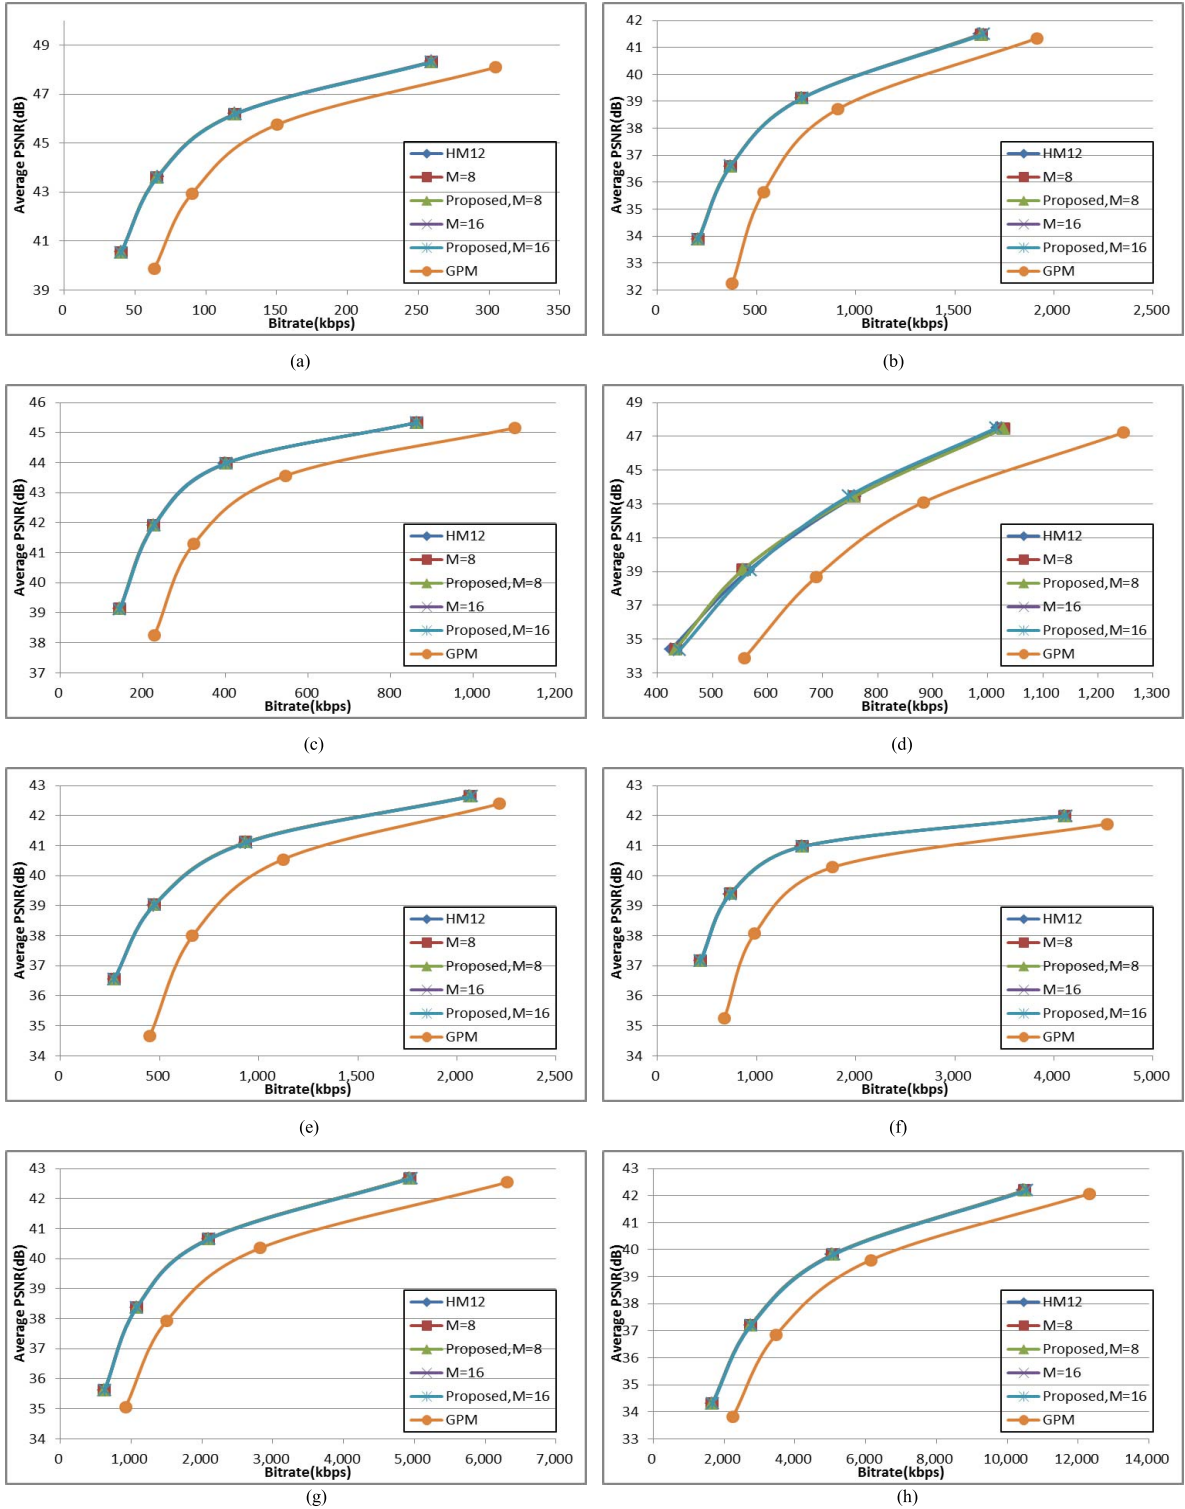 49
47
45
43
41
39
Average PSNR(dB)
HM12
M=8
Proposed,M=8
M=16
Proposed,M=16
GPM
0 50 100 150 200 250 300 350
Bitrate(kbps)
(a)
42
41
40
39
38
37
36
35
34
33
32
Average PSNR(dB)
HM12
M=8
Proposed,M=8
M=16
Proposed,M=16
GPM
0 500 1,000 1,500 2,000 2,500
Bitrate(kbps)
(b)
46
45
44
43
42
41
40
39
38
37
Average PSNR(dB)
HM12
M=8
Proposed,M=8
M=16
Proposed,M=16
GPM
0 200 400 600 800 1,000 1,200
Bitrate(kbps)
(c)
49
47
45
43
41
39
37
35
33
Average PSNR(dB)
HM12
M=8
Proposed,M=8
M=16
Proposed,M=16
GPM
400 500 600 700 800 900 1,000 1,100 1,200 1,300
Bitrate(kbps)
(d)
43
42
41
40
39
38
37
36
35
34
Average PSNR(dB)
HM12
M=8
Proposed,M=8
M=16
Proposed,M=16
GPM
0 500 1,000 1,500 2,000 2,500
Bitrate(kbps)
(e)
43
42
41
40
39
38
37
36
35
34
Average PSNR(dB)
HM12
M=8
Proposed,M=8
M=16
Proposed,M=16
GPM
0 1,000 2,000 3,000 4,000 5,000
Bitrate(kbps)
(f)
43
42
41
40
39
38
37
36
35
34
Average PSNR(dB)
HM12
M=8
Proposed,M=8
M=16
Proposed,M=16
GPM
0 1,000 2,000 3,000 4,000 5,000 6,000 7,000
Bitrate(kbps)
(g)
43
42
41
40
39
38
37
36
35
34
33
Average PSNR(dB)
HM12
M=8
Proposed,M=8
M=16
Proposed,M=16
GPM
0 2,000 4,000 6,000 8,000 10,000 12,000 14,000
Bitrate(kbps)
(h)